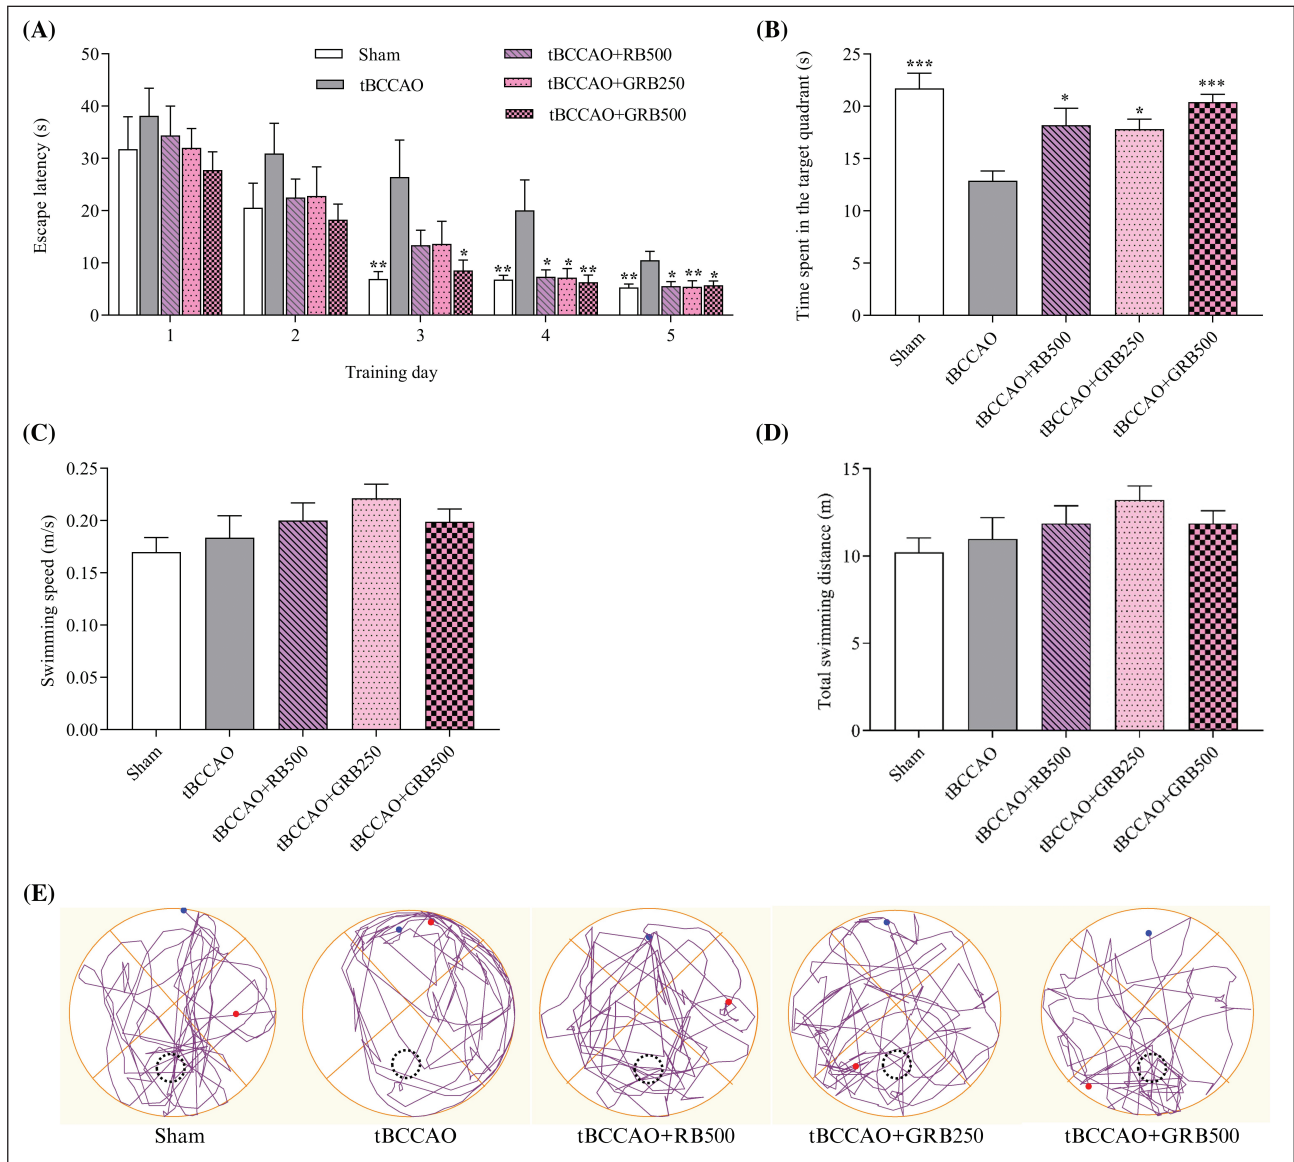 (A)
50
40
30
20
10
0
Escape latency (s)
Sham
tBCCAO
tBCCAO+RB500
tBCCAO+GRB250
tBCCAO+GRB500
** *
** * * **
** * ** *
1 2 3 4 5
Training day
(B)
25
20
15
10
5
0
Time spent in the target quadrant (s)
*** * * ***
Sham
tBCCAO
tBCCAO+RB500
tBCCAO+GRB250
tBCCAO+GRB500
(C)
0.25
0.20
0.15
0.10
0.05
0.00
Swimming speed (m/s)
Sham
tBCCAO
tBCCAO+RB500
tBCCAO+GRB250
tBCCAO+GRB500
(D)
15
10
5
0
Total swimming distance (m)
Sham
tBCCAO
tBCCAO+RB500
tBCCAO+GRB250
tBCCAO+GRB500
(E)
Sham
tBCCAO
tBCCAO+RB500
tBCCAO+GRB250
tBCCAO+GRB500